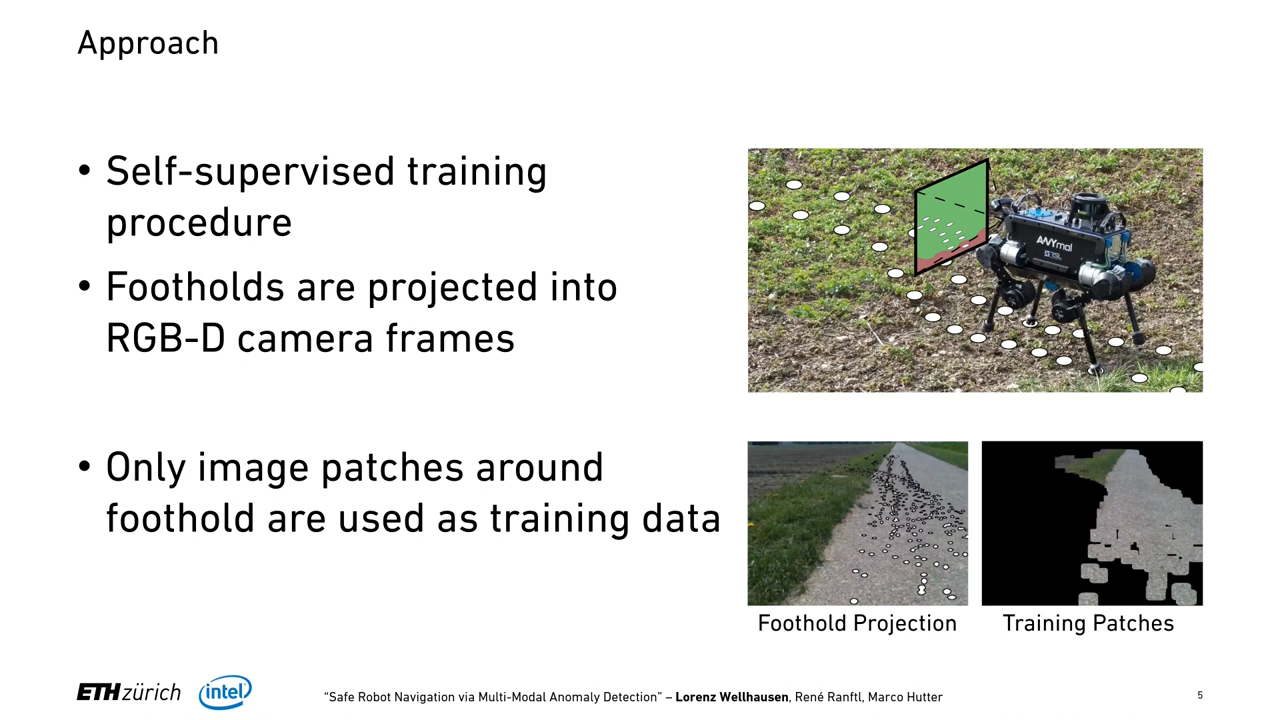 Approach
• Self-supervised training
procedure
• Footholds are projected into
RGB-D camera frames
• Only image patches around
foothold are used as training data
ANYmal
RSL
Foothold Projection
Training Patches
ETH zürich
intel
“Safe Robot Navigation via Multi-Modal Anomaly Detection” – Lorenz Wellhausen, René Ranftl, Marco Hutter
5